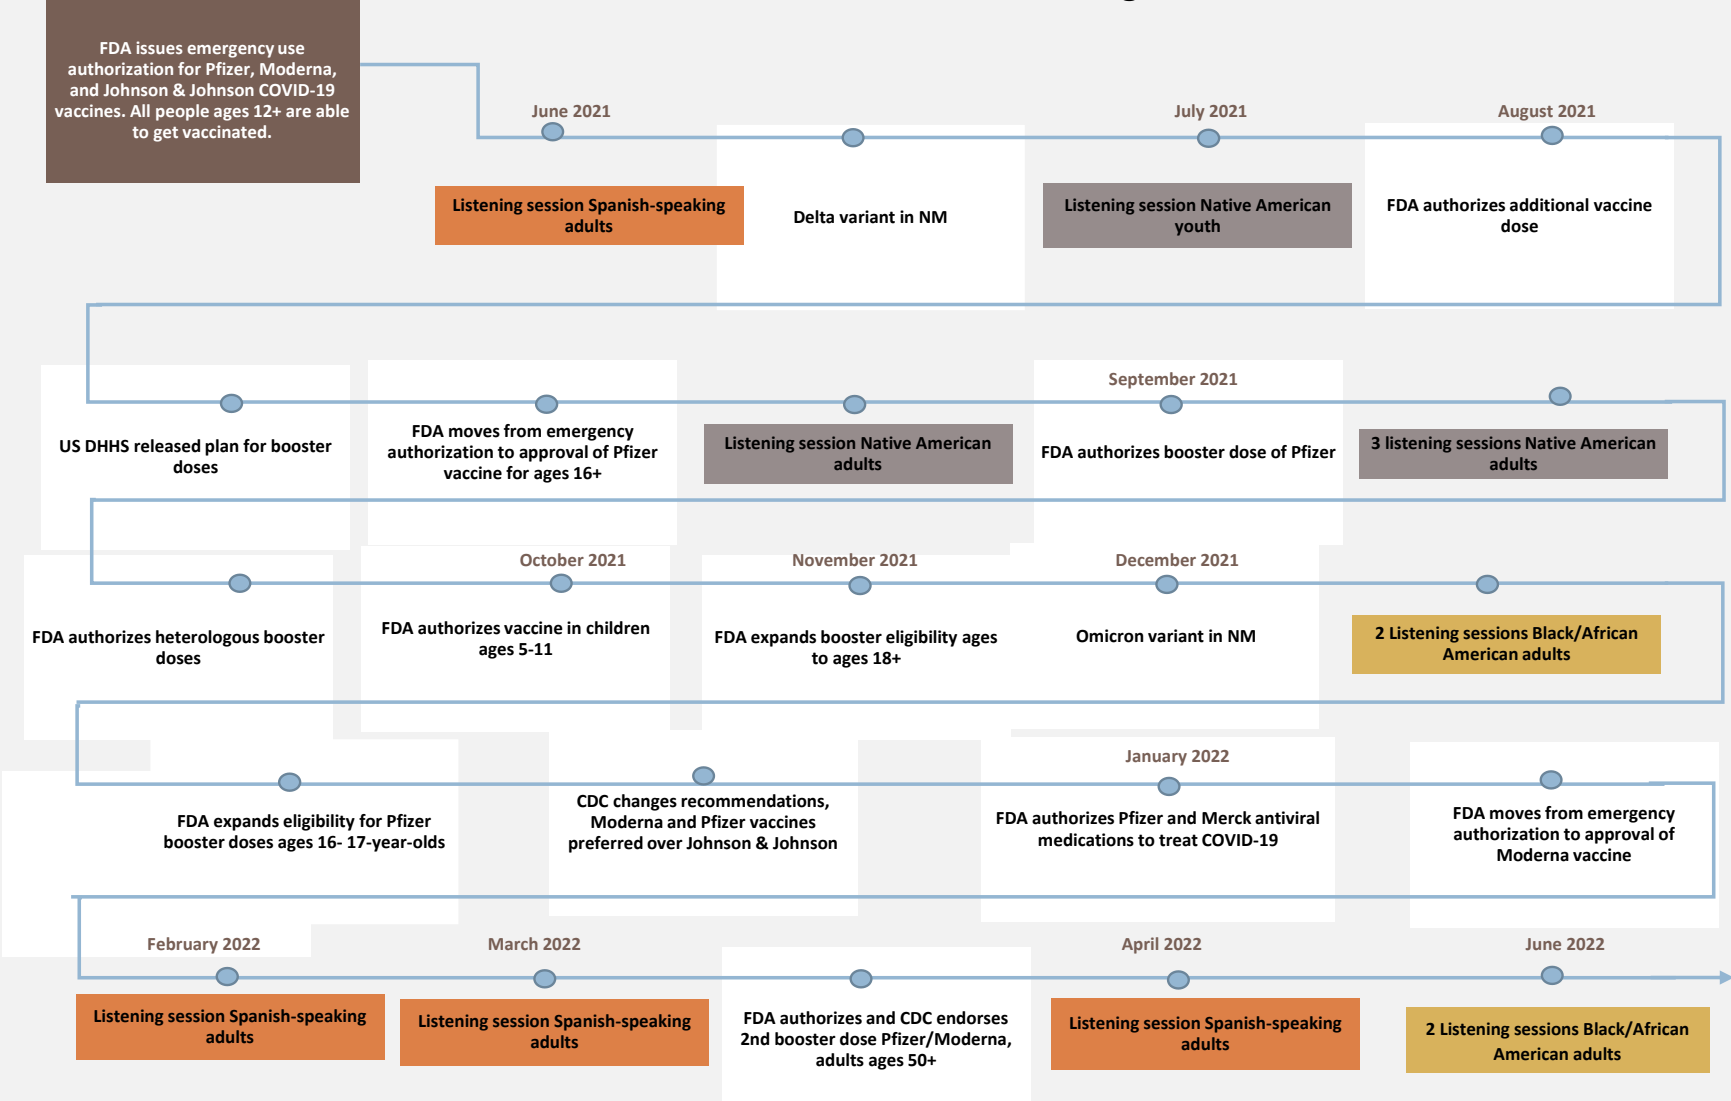 FDA issues emergency use
authorization for Pfizer, Moderna,
and Johnson & Johnson COVID-19
vaccines. All people ages 12+ are able
to get vaccinated.
June 2021
July 2021
August 2021
Listening session Spanish-speaking
adults
Delta variant in NM
Listening session Native American
youth
FDA authorizes additional vaccine
dose
September 2021
US DHHS released plan for booster
doses
FDA moves from emergency
authorization to approval of Pfizer
vaccine for ages 16+
Listening session Native American
adults
FDA authorizes booster dose of Pfizer
3 listening sessions Native American
adults
October 2021
November 2021
December 2021
FDA authorizes heterologous booster
doses
FDA authorizes vaccine in children
ages 5-11
FDA expands booster eligibility ages
to ages 18+
Omicron variant in NM
2 Listening sessions Black/African
American adults
January 2022
FDA expands eligibility for Pfizer
booster doses ages 16- 17-year-olds
CDC changes recommendations,
Moderna and Pfizer vaccines
preferred over Johnson & Johnson
FDA authorizes Pfizer and Merck antiviral
medications to treat COVID-19
FDA moves from emergency
authorization to approval of
Moderna vaccine
February 2022
March 2022
April 2022
June 2022
Listening session Spanish-speaking
adults
Listening session Spanish-speaking
adults
FDA authorizes and CDC endorses
2nd booster dose Pfizer/Moderna,
adults ages 50+
Listening session Spanish-speaking
adults
2 Listening sessions Black/African
American adults